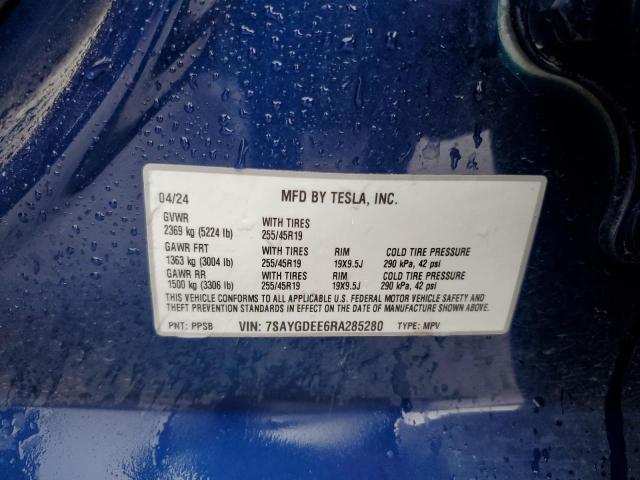 04/24 MFD BY TESLA, INC.
GVWR WITH TIRES
2369 kg (5224 lb) 255/45R19
GAWR FRT WITH TIRES RIM COLD TIRE PRESSURE
1363 kg (3004 lb) 255/45R19 19X9.5J 290 kPa, 42 psi
GAWR RR WITH TIRES RIM COLD TIRE PRESSURE
1500 kg (3306 lb) 255/45R19 19X9.5J 290 kPa, 42 psi
THIS VEHICLE CONFORMS TO ALL APPLICABLE U.S. FEDERAL MOTOR VEHICLE SAFETY AND
THEFT PREVENTION STANDARDS IN EFFECT ON THE DATE OF MANUFACTURE SHOWN ABOVE.
PNT: PPSB VIN: 7SAYGDEE6RA285280 TYPE: MPV